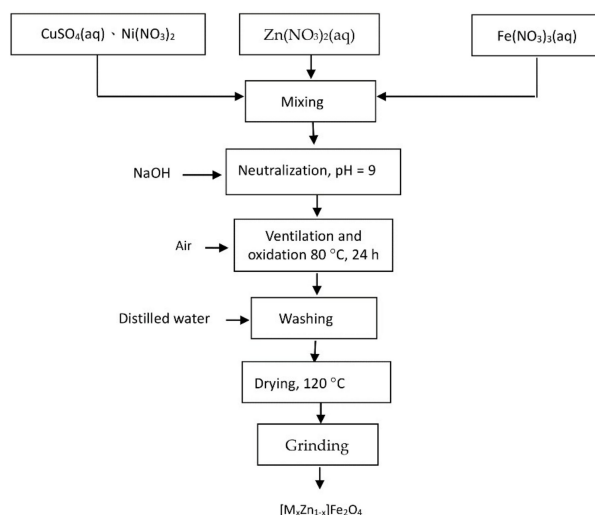 CuSO₄(aq)、Ni(NO₃)₂
Zn(NO₃)₂(aq)
Fe(NO₃)₃(aq)
Mixing
NaOH
Neutralization, pH = 9
Air
Ventilation and
oxidation 80 °C, 24 h
Distilled water
Washing
Drying, 120 °C
Grinding
[MₓZn₁₋ₓ]Fe₂O₄